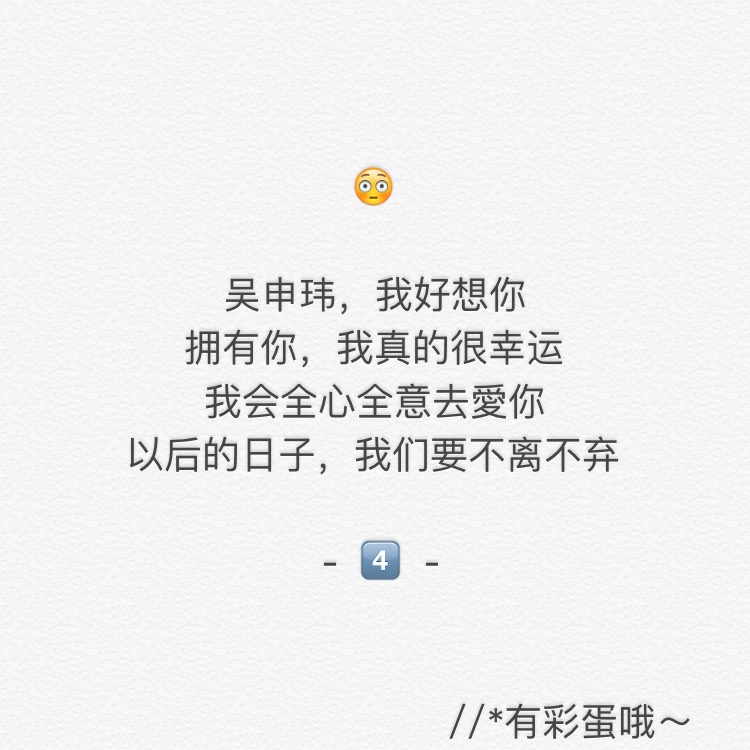 😳
吴申玮，我好想你
拥有你，我真的很幸运
我会全心全意去愛你
以后的日子，我们要不离不弃
- 4️⃣ -
//*有彩蛋哦～